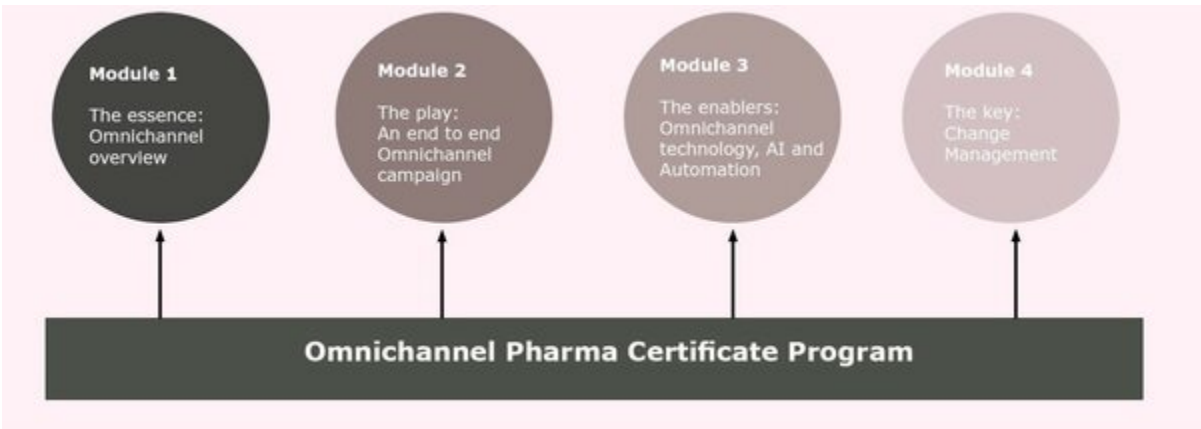 Module 1
The essence:
Omnichannel
overview
Module 2
The play:
An end to end
Omnichannel
campaign
Module 3
The enablers:
Omnichannel
technology, AI and
Automation
Module 4
The key:
Change
Management
Omnichannel Pharma Certificate Program